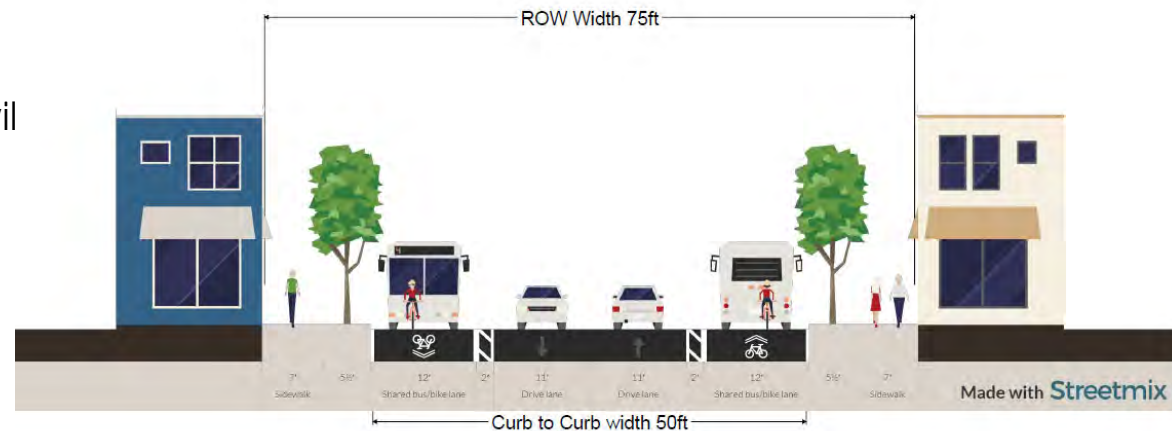 ROW Width 75ft
vil
7' 5½' 12' 2' 11' 11' 2' 12' 5½' 7'
Sidewalk Shared bus/bike lane Drive lane Drive lane Shared bus/bike lane Sidewalk
Made with Streetmix
Curb to Curb width 50ft